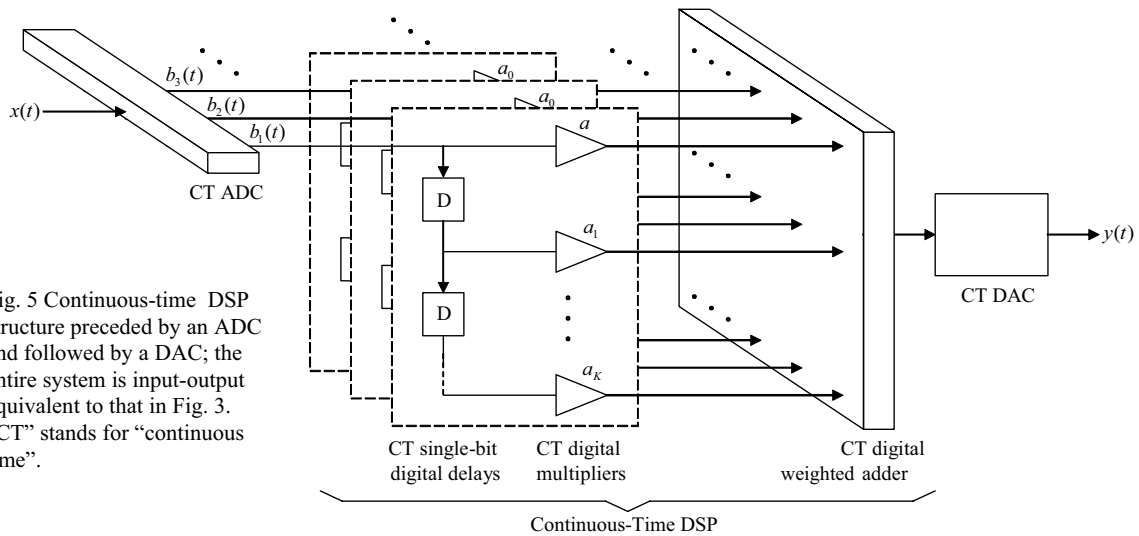 a₀
b₃(t)
a₀
b₂(t)
x(t)
b₁(t)
a
CT ADC
D
a₁
y(t)
CT DAC
D
a_K
ig. 5 Continuous-time DSP
tructure preceded by an ADC
nd followed by a DAC; the
ntire system is input-output
quivalent to that in Fig. 3.
CT” stands for “continuous
me”.
CT single-bit
digital delays
CT digital
multipliers
CT digital
weighted adder
Continuous-Time DSP